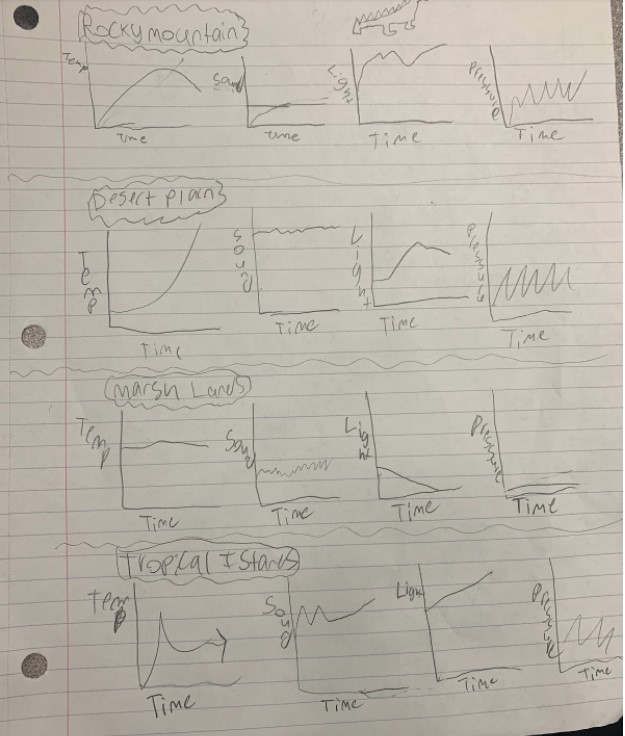 Rocky mountain
Temp Sound Light Pressure
Time Time Time Time
Desert plain
Temp Sound Light Pressure
Time Time Time Time
Marsh Lands
Temp Sound Light Pressure
Time Time Time Time
Tropical Islands
Temp Sound Light Pressure
Time Time Time Time